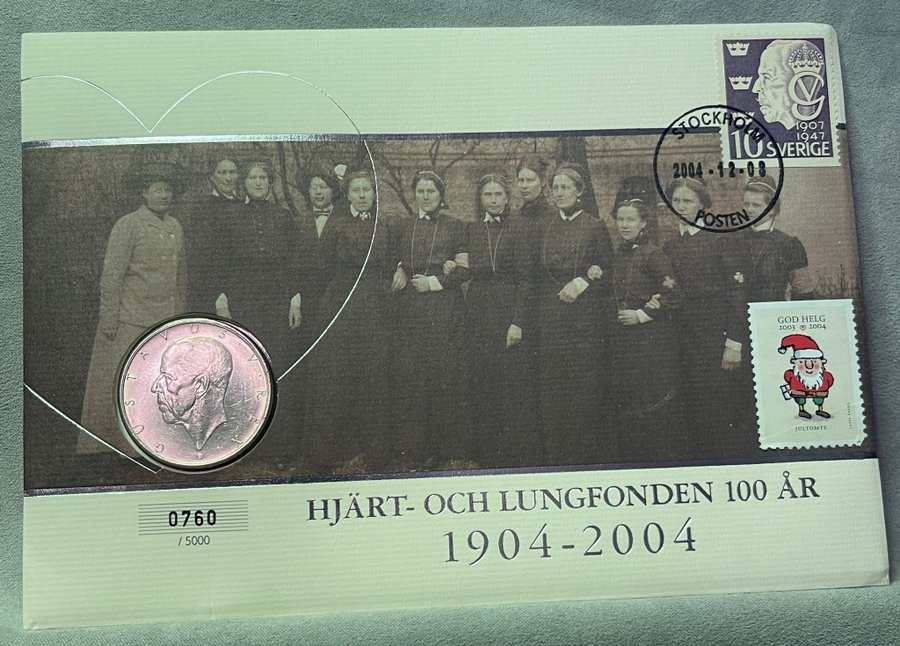 10 SVERIGE
1907
1947
STOCKHOLM
2004-12-08
POSTEN
GOD HELG
2003 2004
JULTOMTE
GUSTAVUS V REX
0760
/ 5000
HJÄRT- OCH LUNGFONDEN 100 ÅR
1904-2004